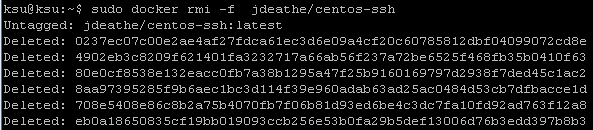 ksu@ksu:~$ sudo docker rmi -f  jdeathe/centos-ssh
Untagged: jdeathe/centos-ssh:latest
Deleted: 0237ec07c00e2ae4af27fdca61ec3d6e09a4cf20c60785812dbf04099072cd8e
Deleted: 4902eb3c8209f621401fa3232717a66ab56f237a72be6525f468fb35b0410f63
Deleted: 80e0cf8538e132eacc0fb7a38b1295a47f25b9160169797d2938f7ded45c1ac2
Deleted: 8aa97395285f9b6aec1bc3d114f39e960adab63ad25ac0484d53cb7dfbacce1d
Deleted: 708e5408e86c8b2a75b4070fb7f06b81d93ed6be4c3dc7fa10fd92ad763f12a8
Deleted: eb0a18650835cf19bb019093ccb256e53b0fa29b5def13006d76b3edd397b8b3